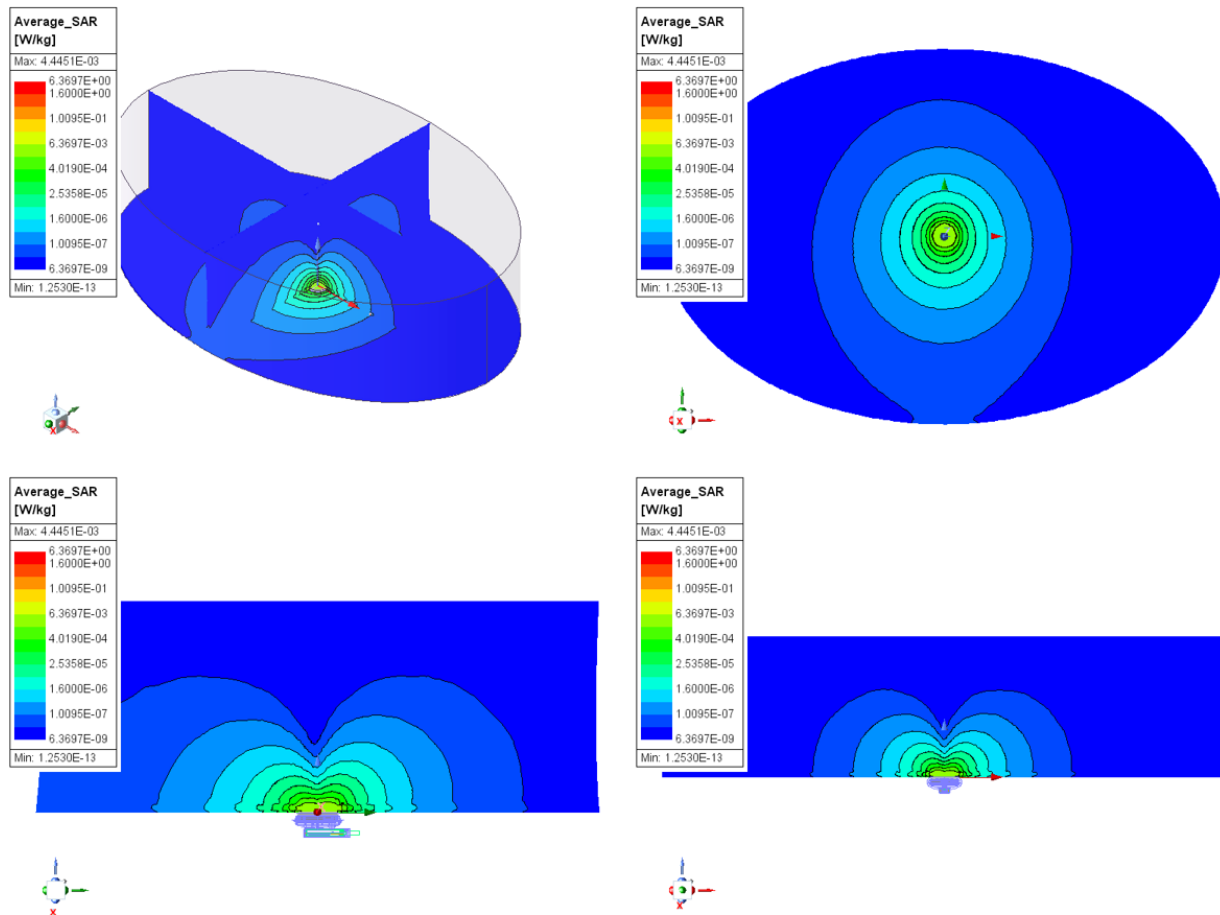 Average_SAR
[W/kg]
Max: 4.4451E-03
6.3697E+00
1.6000E+00
1.0095E-01
6.3697E-03
4.0190E-04
2.5358E-05
1.6000E-06
1.0095E-07
6.3697E-09
Min: 1.2530E-13
X
Average_SAR
[W/kg]
Max: 4.4451E-03
6.3697E+00
1.6000E+00
1.0095E-01
6.3697E-03
4.0190E-04
2.5358E-05
1.6000E-06
1.0095E-07
6.3697E-09
Min: 1.2530E-13
X
Average_SAR
[W/kg]
Max: 4.4451E-03
6.3697E+00
1.6000E+00
1.0095E-01
6.3697E-03
4.0190E-04
2.5358E-05
1.6000E-06
1.0095E-07
6.3697E-09
Min: 1.2530E-13
X
Average_SAR
[W/kg]
Max: 4.4451E-03
6.3697E+00
1.6000E+00
1.0095E-01
6.3697E-03
4.0190E-04
2.5358E-05
1.6000E-06
1.0095E-07
6.3697E-09
Min: 1.2530E-13
X